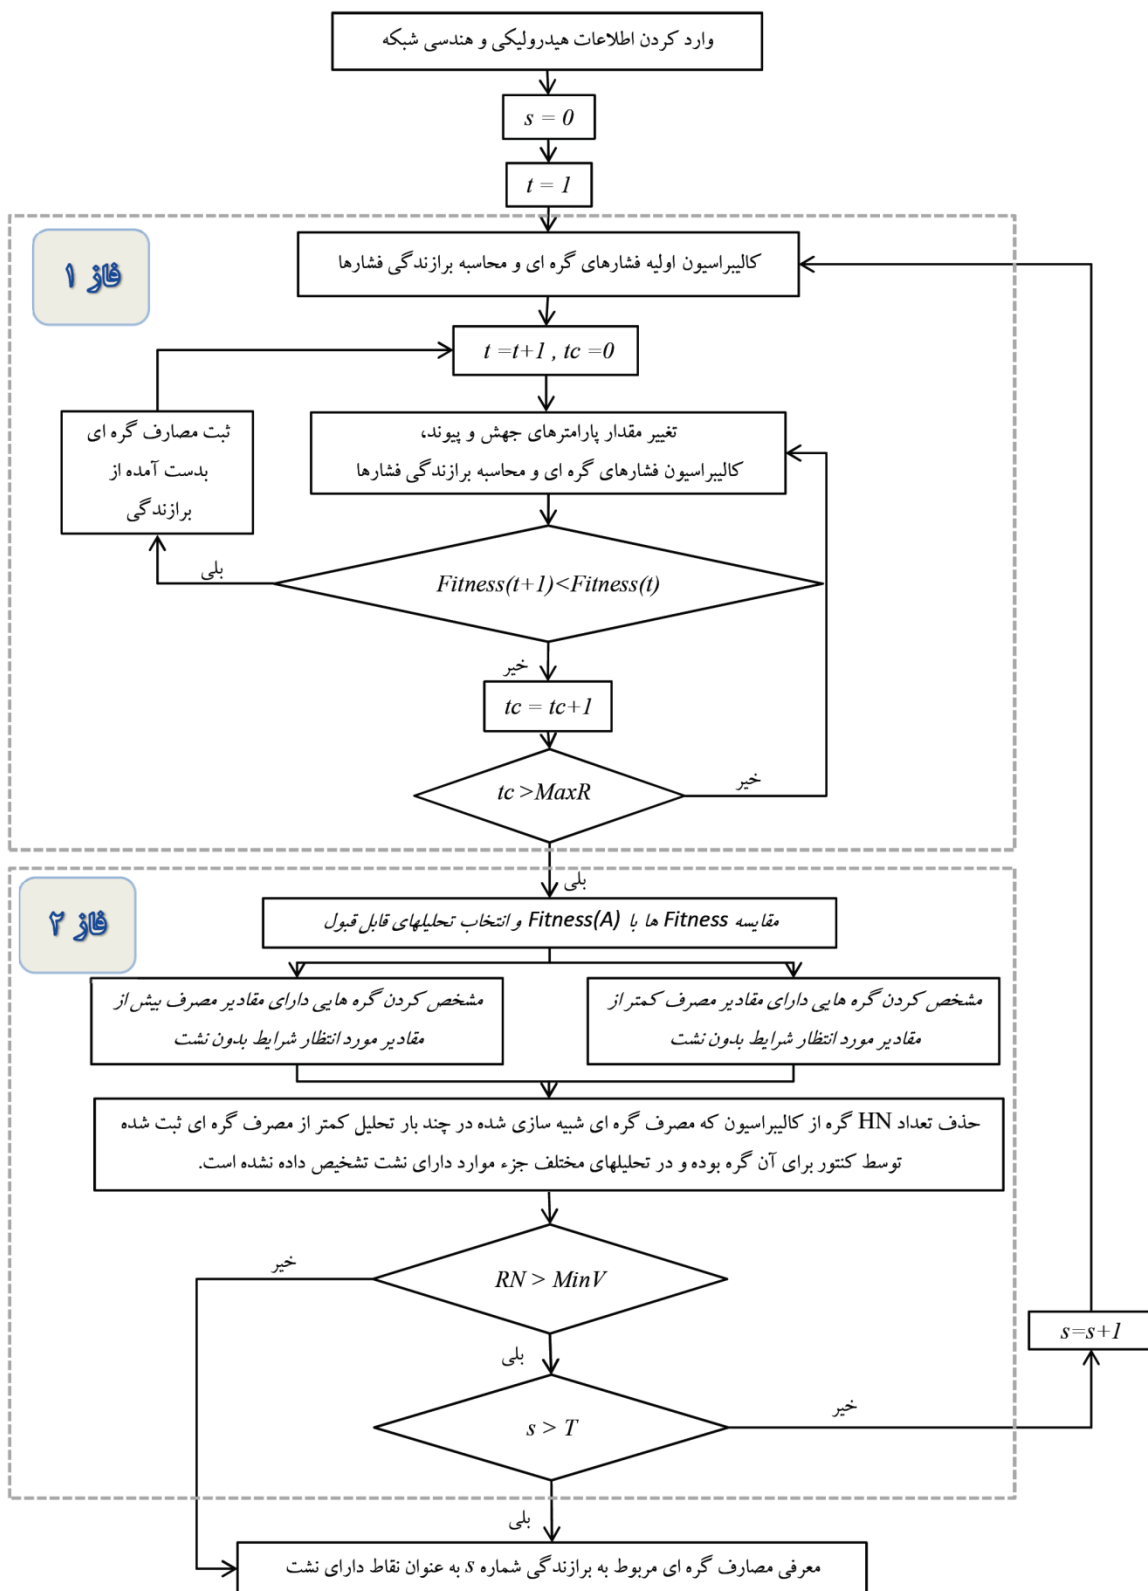 وارد کردن اطلاعات هیدرولیکی و هندسی شبکه
s = 0
t = 1
فاز ۱
کالیبراسیون اولیه فشارهای گره ای و محاسبه برازندگی فشارها
t =t+1 , tc =0
ثبت مصارف گره ای
بدست آمده از
برازندگی
تغییر مقدار پارامترهای جهش و پیوند،
کالیبراسیون فشارهای گره ای و محاسبه برازندگی فشارها
بلی
Fitness(t+1)<Fitness(t)
خیر
tc = tc+1
tc >MaxR
خیر
بلی
فاز ۲
مقایسه Fitness ها با Fitness(A) و انتخاب تحلیلهای قابل قبول
مشخص کردن گره هایی دارای مقادیر مصرف کمتر از
مقادیر مورد انتظار شرایط بدون نشت
مشخص کردن گره هایی دارای مقادیر مصرف بیش از
مقادیر مورد انتظار شرایط بدون نشت
حذف تعداد HN گره از کالیبراسیون که مصرف گره ای شبیه سازی شده در چند بار تحلیل کمتر از مصرف گره ای ثبت شده
توسط کنتور برای آن گره بوده و در تحلیلهای مختلف جزء موارد دارای نشت تشخیص داده نشده است.
خیر
RN > MinV
بلی
s=s+1
s > T
خیر
بلی
معرفی مصارف گره ای مربوط به برازندگی شماره s به عنوان نقاط دارای نشت